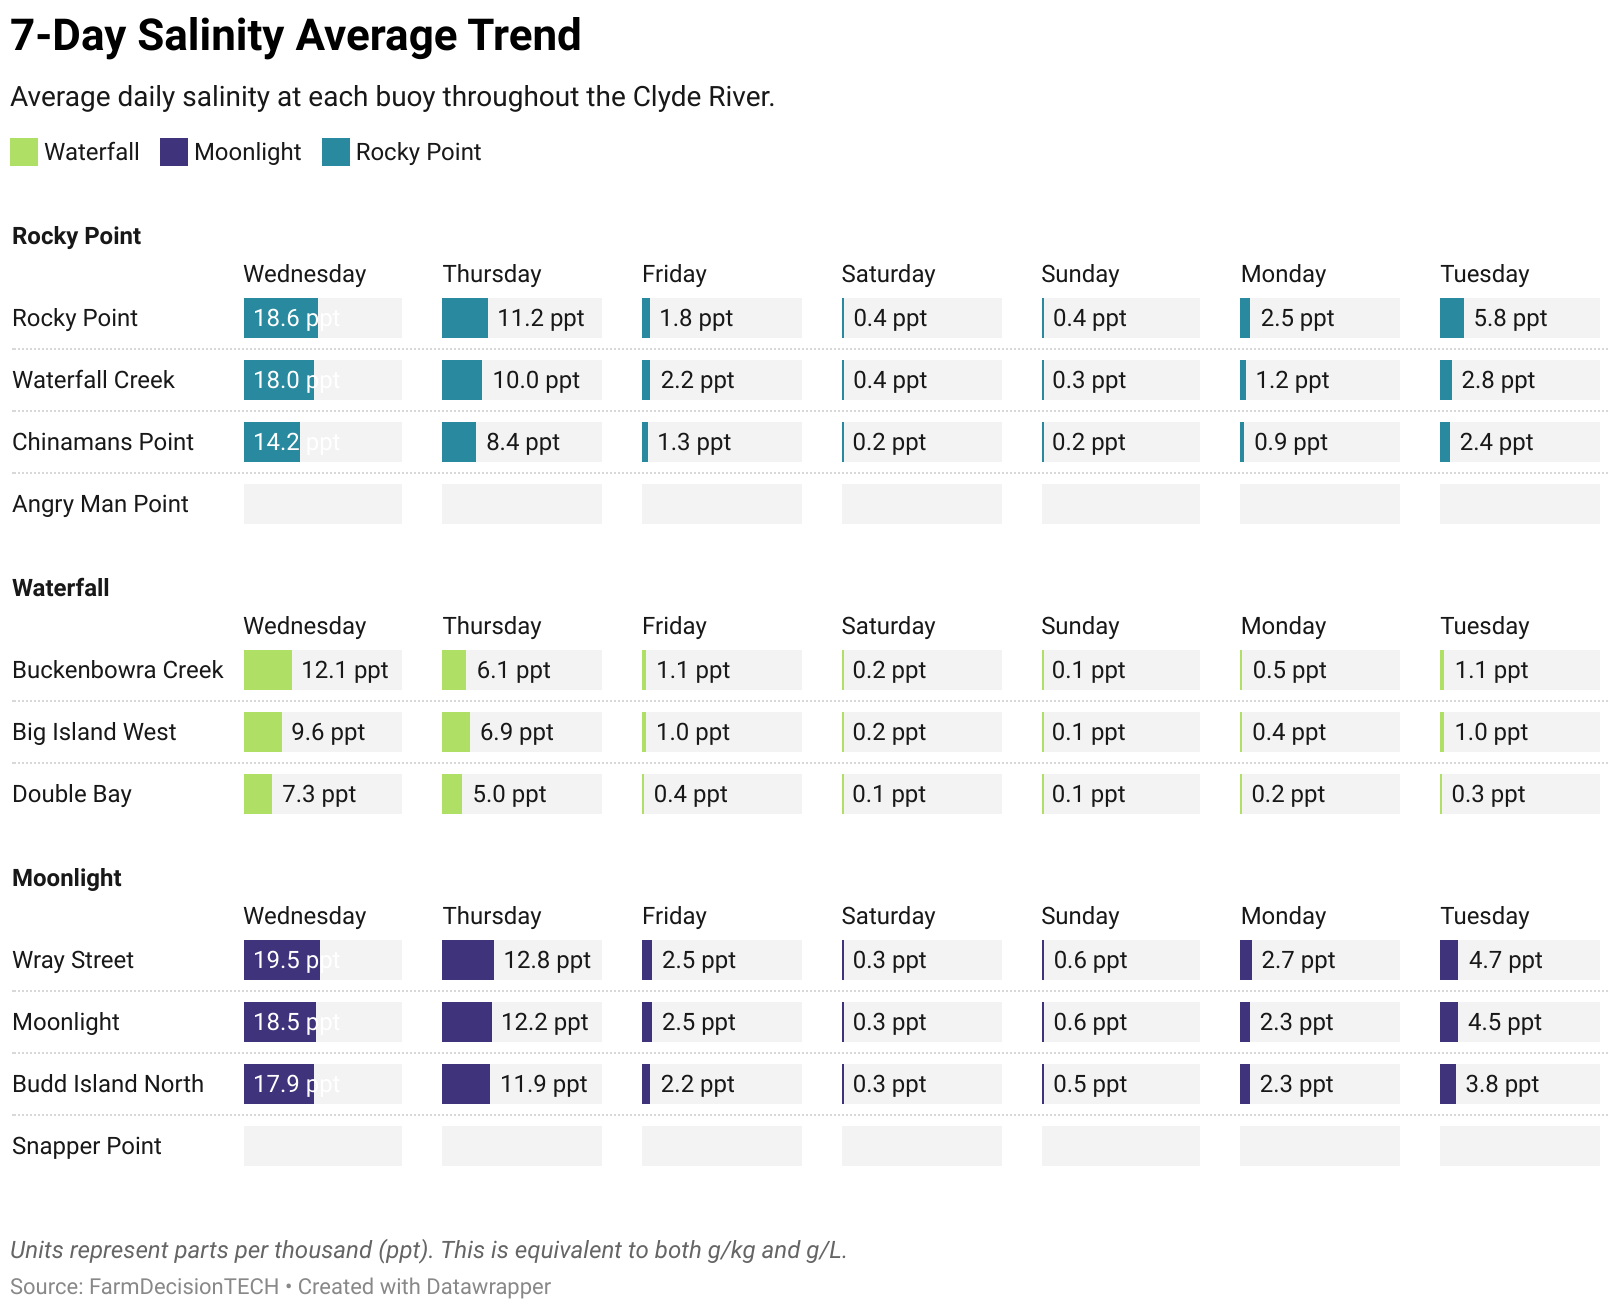 7-Day Salinity Average Trend
Average daily salinity at each buoy throughout the Clyde River.
Waterfall Moonlight Rocky Point
Rocky Point
Wednesday Thursday Friday Saturday Sunday Monday Tuesday
Rocky Point 18.6 ppt 11.2 ppt 1.8 ppt 0.4 ppt 0.4 ppt 2.5 ppt 5.8 ppt
Waterfall Creek 18.0 ppt 10.0 ppt 2.2 ppt 0.4 ppt 0.3 ppt 1.2 ppt 2.8 ppt
Chinamans Point 14.2 ppt 8.4 ppt 1.3 ppt 0.2 ppt 0.2 ppt 0.9 ppt 2.4 ppt
Angry Man Point
Waterfall
Wednesday Thursday Friday Saturday Sunday Monday Tuesday
Buckenbowra Creek 12.1 ppt 6.1 ppt 1.1 ppt 0.2 ppt 0.1 ppt 0.5 ppt 1.1 ppt
Big Island West 9.6 ppt 6.9 ppt 1.0 ppt 0.2 ppt 0.1 ppt 0.4 ppt 1.0 ppt
Double Bay 7.3 ppt 5.0 ppt 0.4 ppt 0.1 ppt 0.1 ppt 0.2 ppt 0.3 ppt
Moonlight
Wednesday Thursday Friday Saturday Sunday Monday Tuesday
Wray Street 19.5 ppt 12.8 ppt 2.5 ppt 0.3 ppt 0.6 ppt 2.7 ppt 4.7 ppt
Moonlight 18.5 ppt 12.2 ppt 2.5 ppt 0.3 ppt 0.6 ppt 2.3 ppt 4.5 ppt
Budd Island North 17.9 ppt 11.9 ppt 2.2 ppt 0.3 ppt 0.5 ppt 2.3 ppt 3.8 ppt
Snapper Point
Units represent parts per thousand (ppt). This is equivalent to both g/kg and g/L.
Source: FarmDecisionTECH • Created with Datawrapper